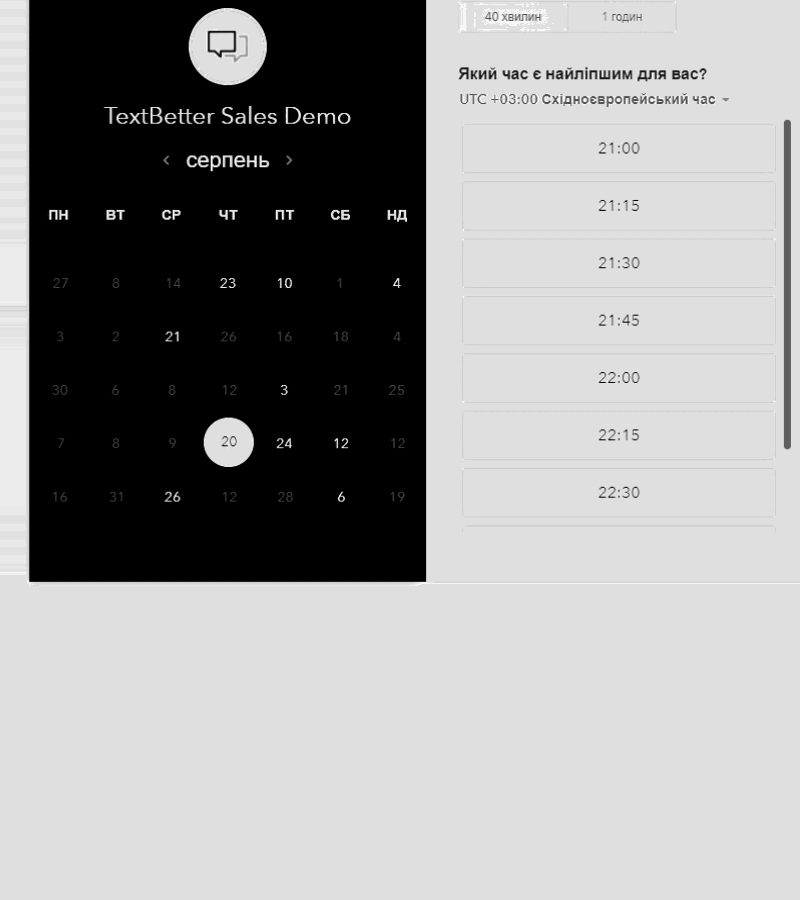 TextBetter Sales Demo
серпень
ПН ВТ СР ЧТ ПТ СБ НД
27 8 14 23 10 1 4
3 2 21 26 16 18 4
30 6 8 12 3 21 25
7 8 9 20 24 12 12
16 31 26 12 28 6 19
40 хвилин 1 годин
Який час є найліпшим для вас?
UTC +03:00 Східноєвропейський час
21:00
21:15
21:30
21:45
22:00
22:15
22:30